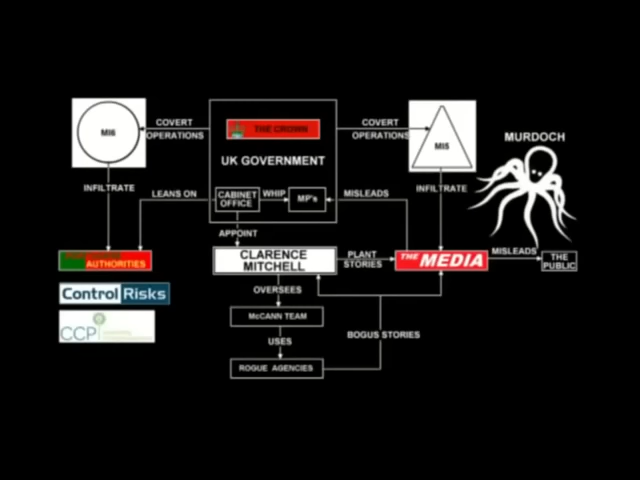 MI6
COVERT
OPERATIONS
THE CROWN
UK GOVERNMENT
COVERT
OPERATIONS
MI5
MURDOCH
INFILTRATE
LEANS ON
CABINET
OFFICE
WHIP
MP's
MISLEADS
INFILTRATE
APPOINT
AUTHORITIES
CLARENCE
MITCHELL
PLANT
STORIES
THE MEDIA
MISLEADS
THE
PUBLIC
Control Risks
OVERSEES
McCANN TEAM
CCP
USES
BOGUS STORIES
ROGUE AGENCIES